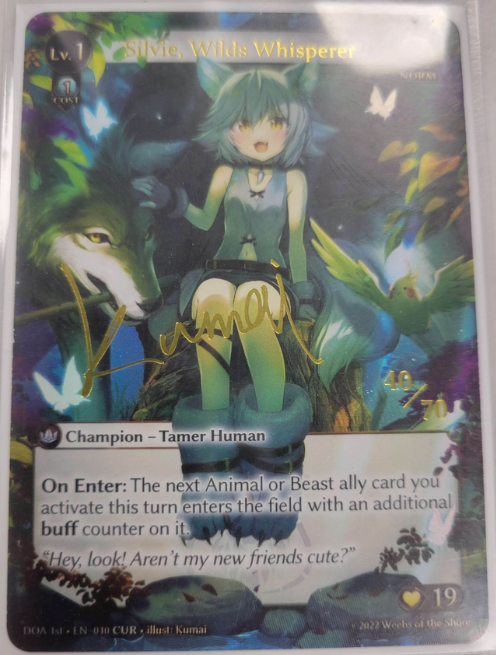 Lv. 1
Silvie, Wilds Whisperer
1
COST
NORM
Kumai
40/70
Champion – Tamer Human
On Enter: The next Animal or Beast ally card you
activate this turn enters the field with an additional
buff counter on it.
“Hey, look! Aren’t my new friends cute?”
19
DOA 1st • EN-010 CUR • illust: Kumai
©2022 Weebs of the Shore